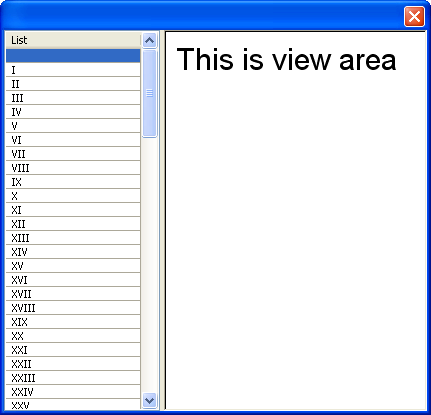 List
I
II
III
IV
V
VI
VII
VIII
IX
X
XI
XII
XIII
XIV
XV
XVI
XVII
XVIII
XIX
XX
XXI
XXII
XXIII
XXIV
XXV
This is view area